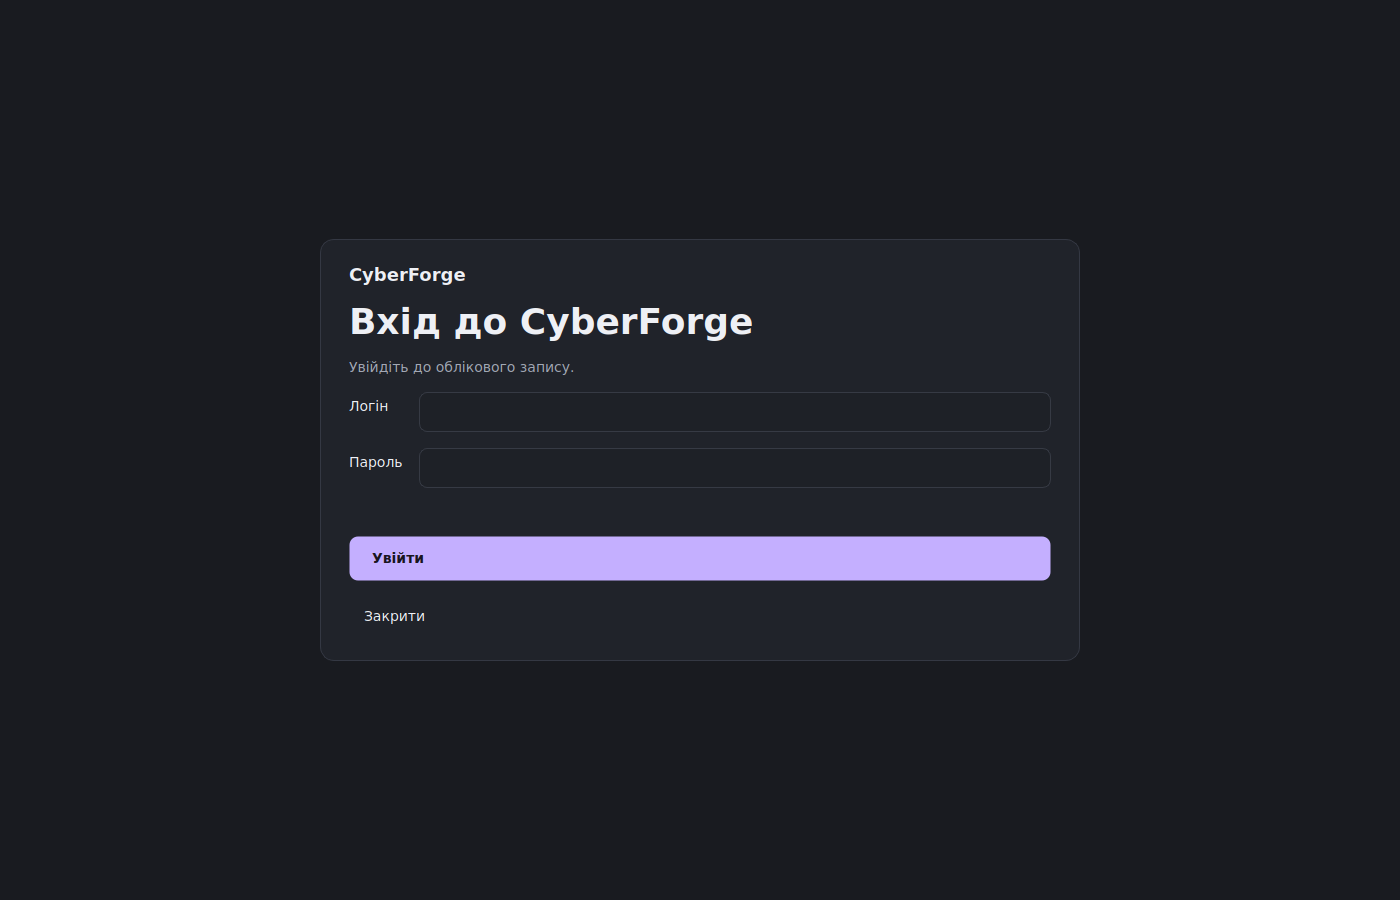 CyberForge
Вхід до CyberForge
Увійдіть до облікового запису.
Логін
Пароль
Увійти
Закрити